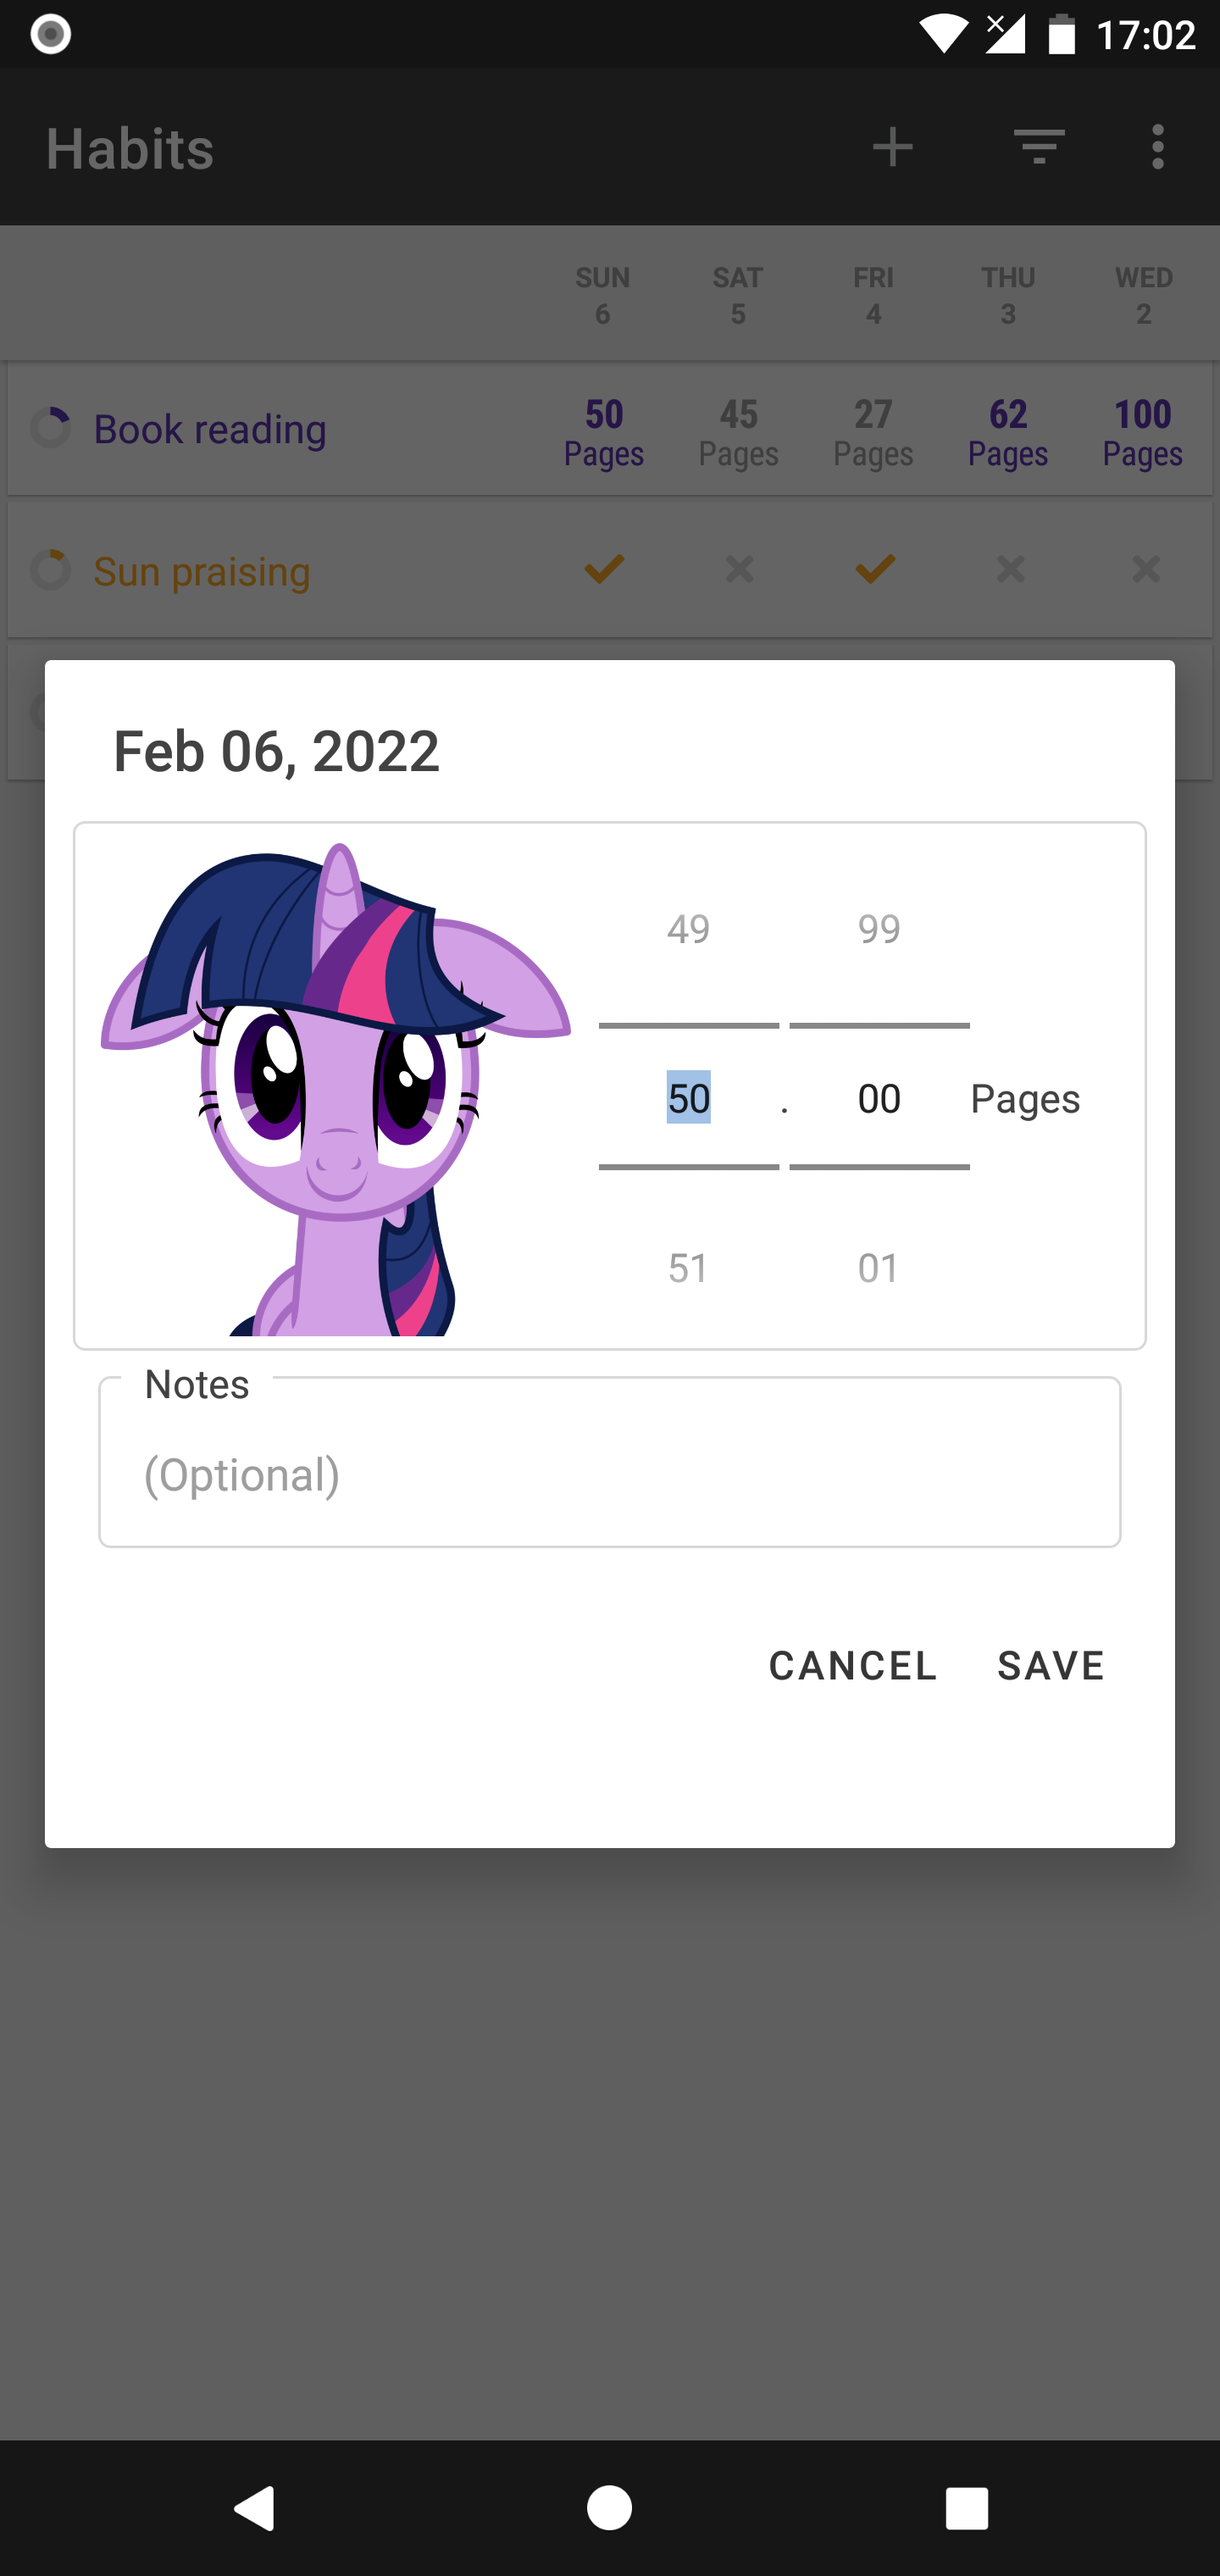 17:02
Habits
SUN SAT FRI THU WED
6 5 4 3 2
Book reading 50 45 27 62 100
Pages Pages Pages Pages Pages
Sun praising
Feb 06, 2022
49 99
50 . 00 Pages
51 01
Notes
(Optional)
CANCEL SAVE